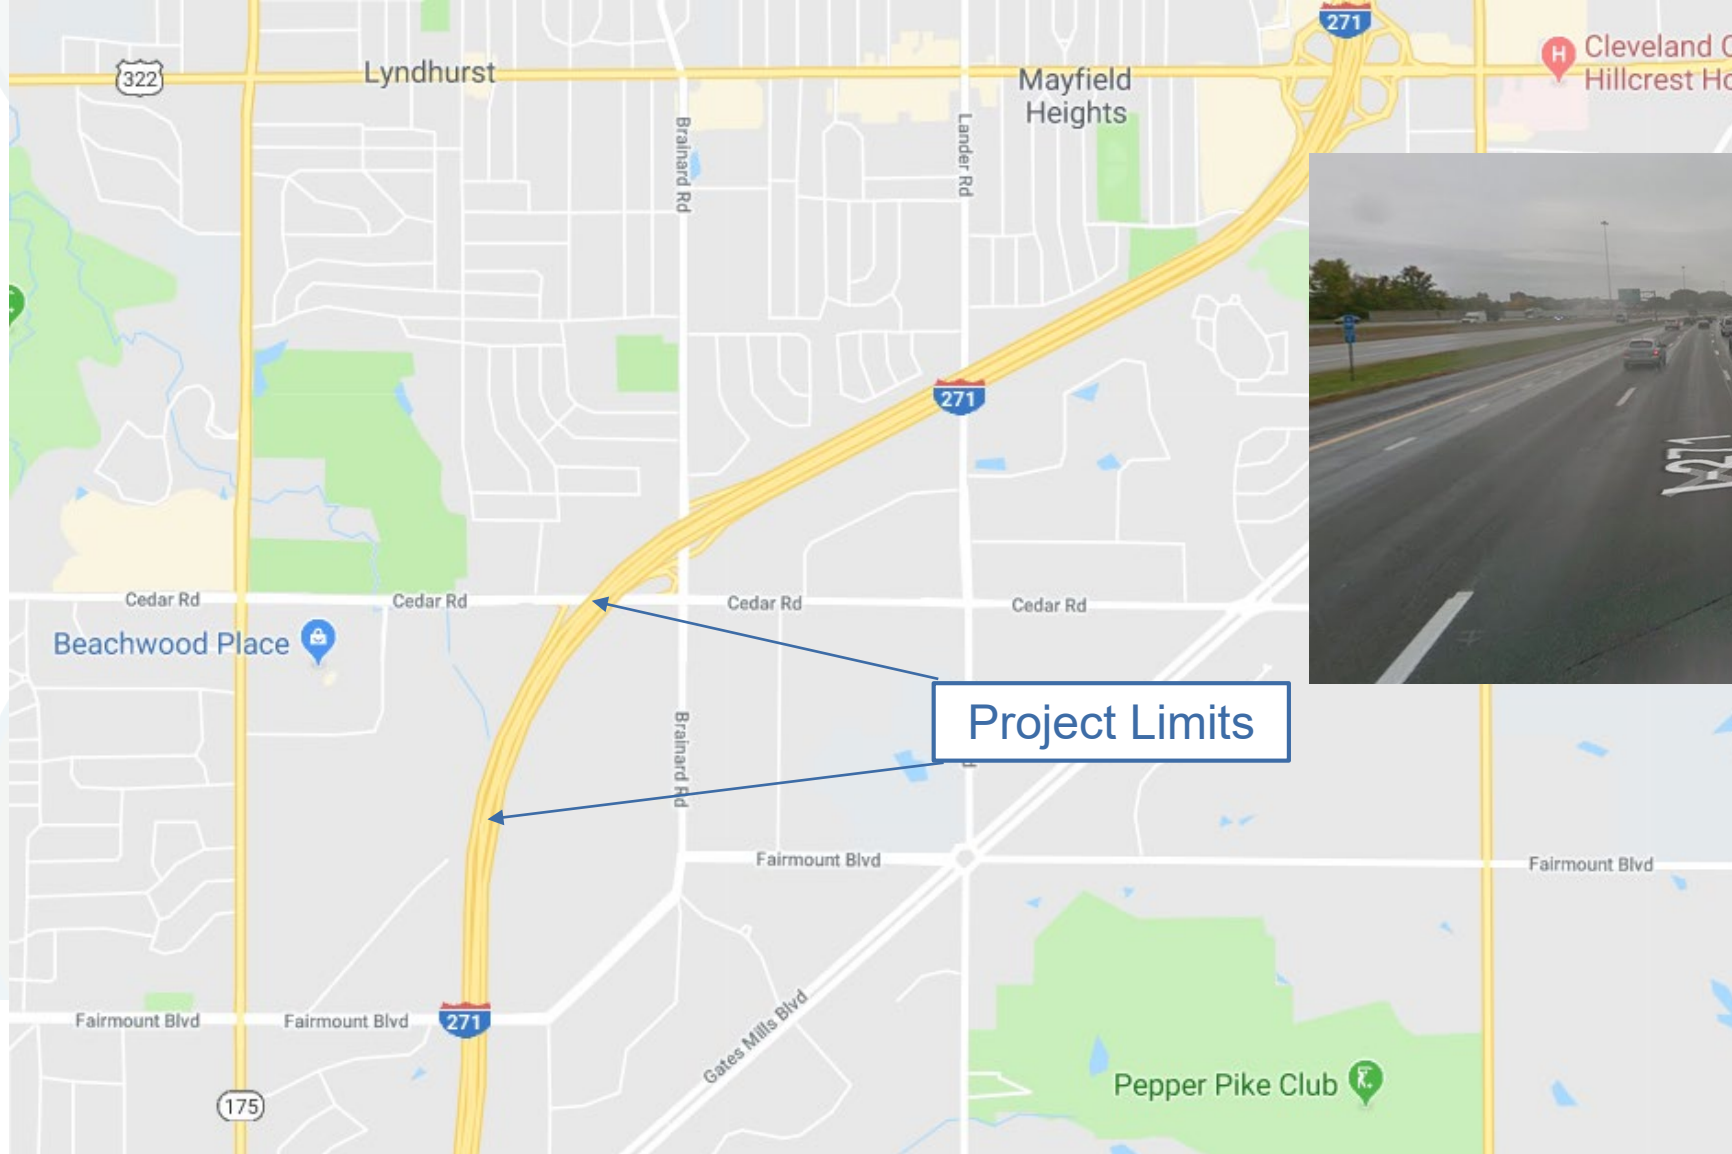 271
322
Lyndhurst
Mayfield
Heights
Cleveland
Hillcrest
Brainard Rd
Lander Rd
271
I-271
Cedar Rd
Cedar Rd
Cedar Rd
Cedar Rd
Beachwood Place
Project Limits
Brainard Rd
Fairmount Blvd
Fairmount Blvd
Fairmount Blvd
Fairmount Blvd
271
Gates Mills Blvd
Pepper Pike Club
175